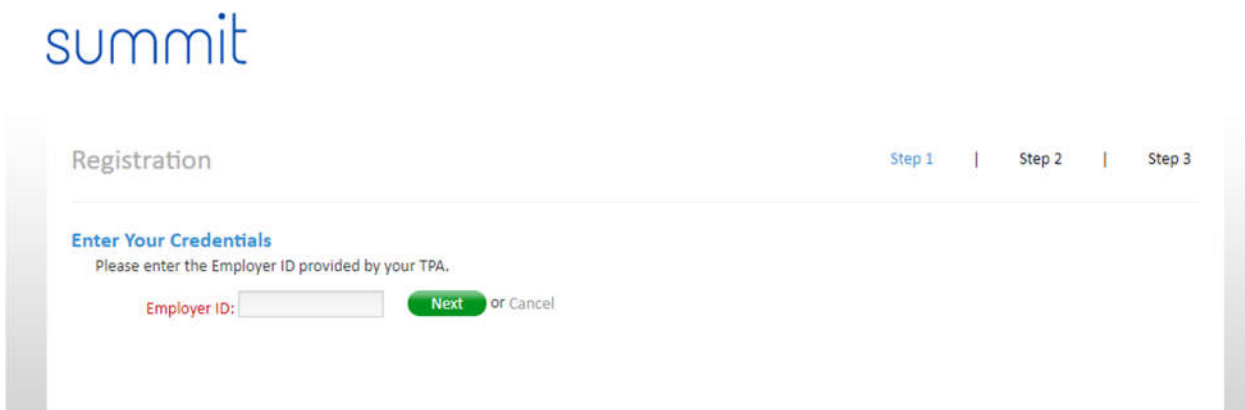 summit
Registration
Step 1 | Step 2 | Step 3
Enter Your Credentials
Please enter the Employer ID provided by your TPA.
Employer ID: Next or Cancel